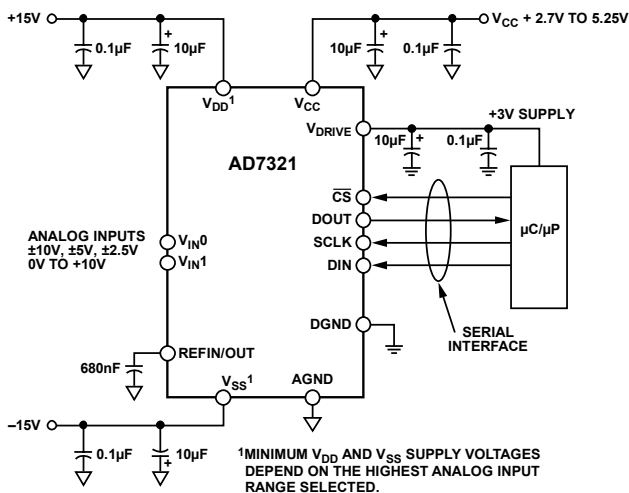 +15V
VCC + 2.7V TO 5.25V
+
+
0.1µF
10µF
10µF
0.1µF
VDD1
VCC
VDRIVE
+3V SUPPLY
10µF
+
0.1µF
AD7321
CS
DOUT
SCLK
DIN
µC/µP
ANALOG INPUTS
±10V, ±5V, ±2.5V
0V TO +10V
VIN0
VIN1
DGND
SERIAL
INTERFACE
REFIN/OUT
680nF
VSS1
AGND
–15V
0.1µF
10µF
+
1MINIMUM VDD AND VSS SUPPLY VOLTAGES
DEPEND ON THE HIGHEST ANALOG INPUT
RANGE SELECTED.